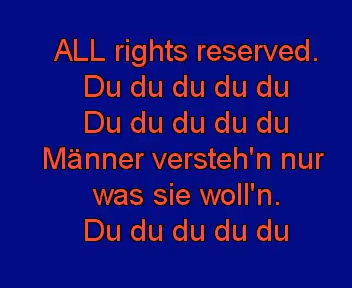 ALL rights reserved.
Du du du du du
Du du du du du
Männer versteh'n nur
was sie woll'n.
Du du du du du